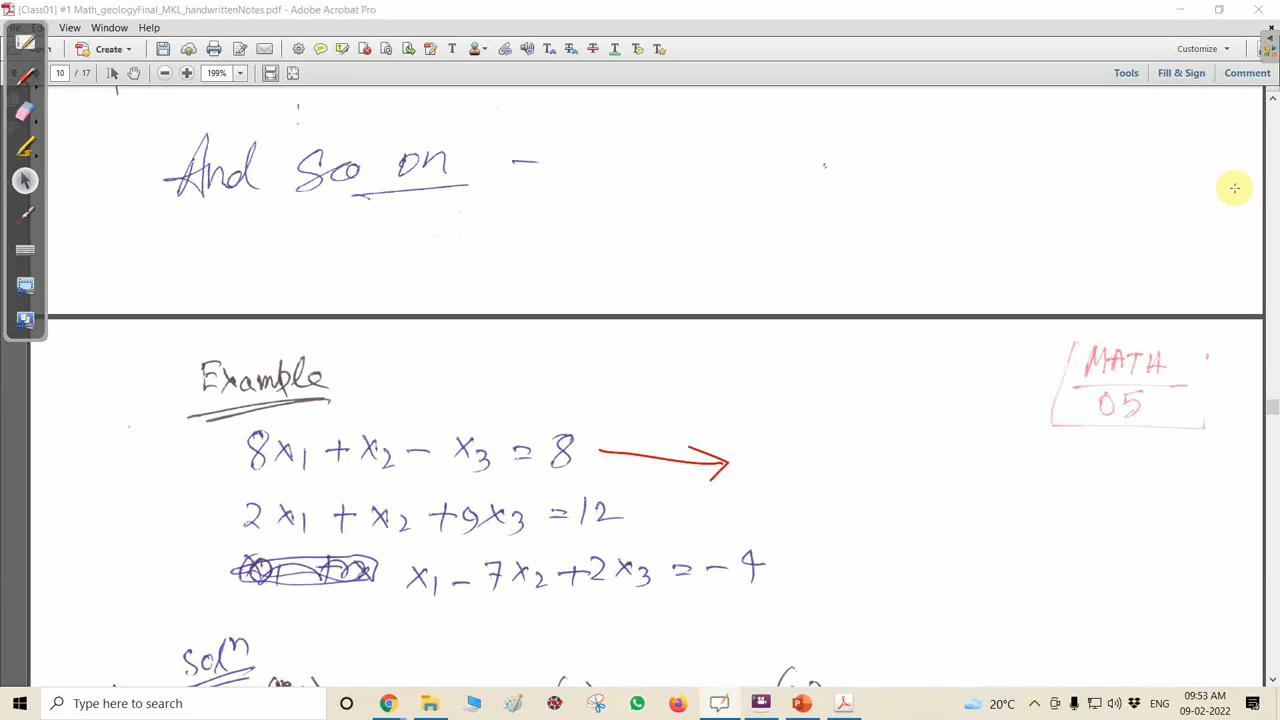 [Class01] #1 Math_geologyFinal_MKL_handwrittenNotes.pdf - Adobe Acrobat Pro
View Window Help
Create Customize
10 / 17 199% Tools Fill & Sign Comment
And so on –
Example
MATH
05
8x₁ + x₂ - x₃ = 8
2x₁ + x₂ + 9x₃ = 12
x₁ - 7x₂ + 2x₃ = -4
Solⁿ
Type here to search
20°C ENG
09:53 AM
09-02-2022